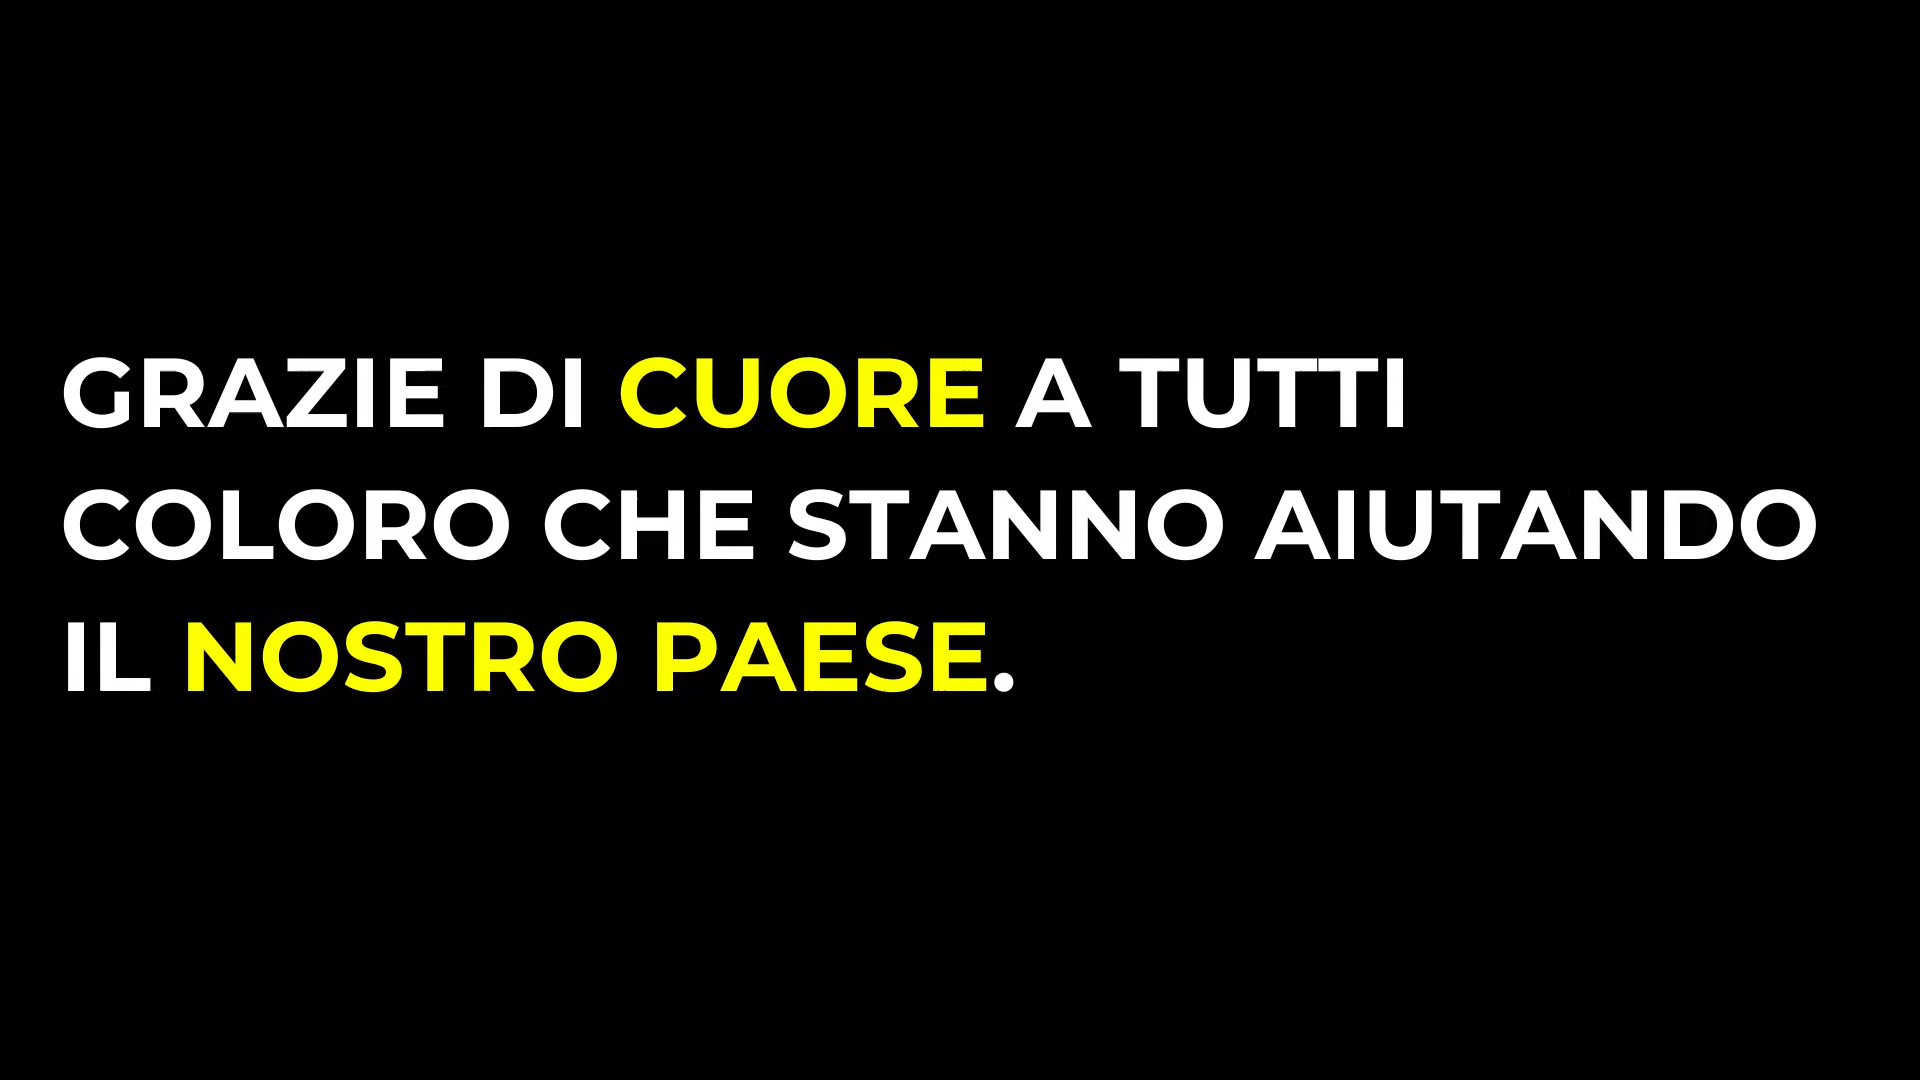 GRAZIE DI CUORE A TUTTI
COLORO CHE STANNO AIUTANDO
IL NOSTRO PAESE.